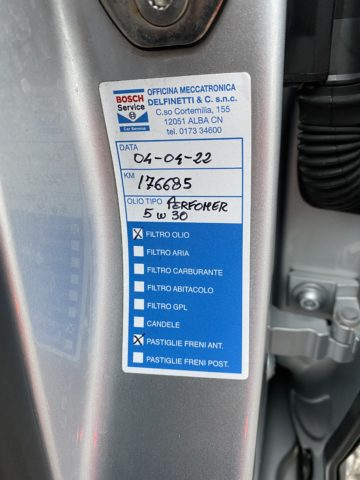 BOSCH
Service
Car Service
OFFICINA MECCATRONICA
DELFINETTI & C. s.n.c.
C.so Cortemilia, 155
12051 ALBA CN
tel. 0173 34600
DATA
04-04-22
KM
176685
OLIO TIPO PERFOMER
5 W 30
X FILTRO OLIO
FILTRO ARIA
FILTRO CARBURANTE
FILTRO ABITACOLO
FILTRO GPL
CANDELE
X PASTIGLIE FRENI ANT.
PASTIGLIE FRENI POST.